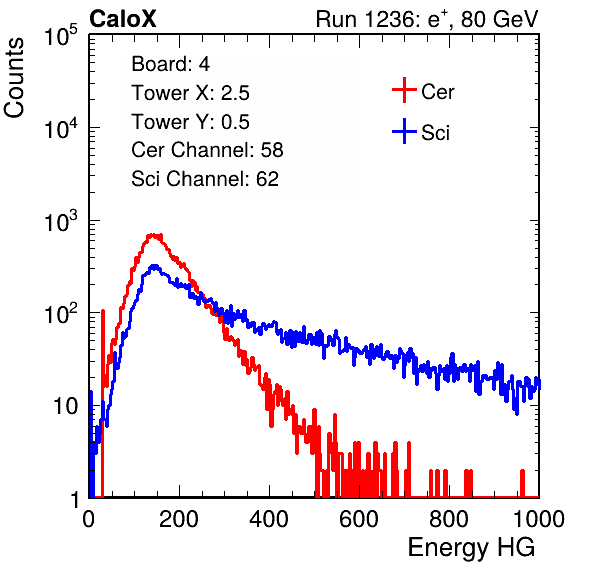 CaloX Run 1236: e⁺, 80 GeV
Counts
Board: 4
Tower X: 2.5
Tower Y: 0.5
Cer Channel: 58
Sci Channel: 62
Cer
Sci
10⁵
10⁴
10³
10²
10
1
0 200 400 600 800 1000
Energy HG